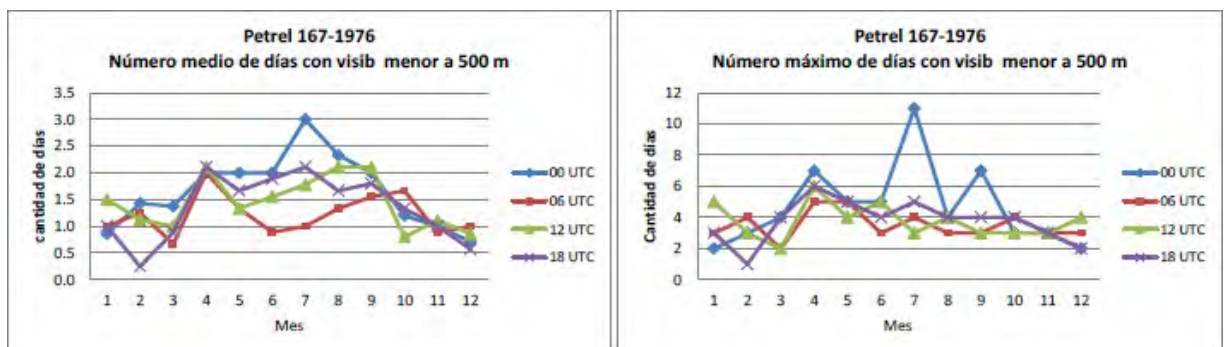 Petrel 167-1976
Número medio de días con visib menor a 500 m
cantidad de días
3.5
3.0
2.5
2.0
1.5
1.0
0.5
0.0
1 2 3 4 5 6 7 8 9 10 11 12
Mes
00 UTC
06 UTC
12 UTC
18 UTC
Petrel 167-1976
Número máximo de días con visib menor a 500 m
Cantidad de días
12
10
8
6
4
2
0
1 2 3 4 5 6 7 8 9 10 11 12
Mes
00 UTC
06 UTC
12 UTC
18 UTC